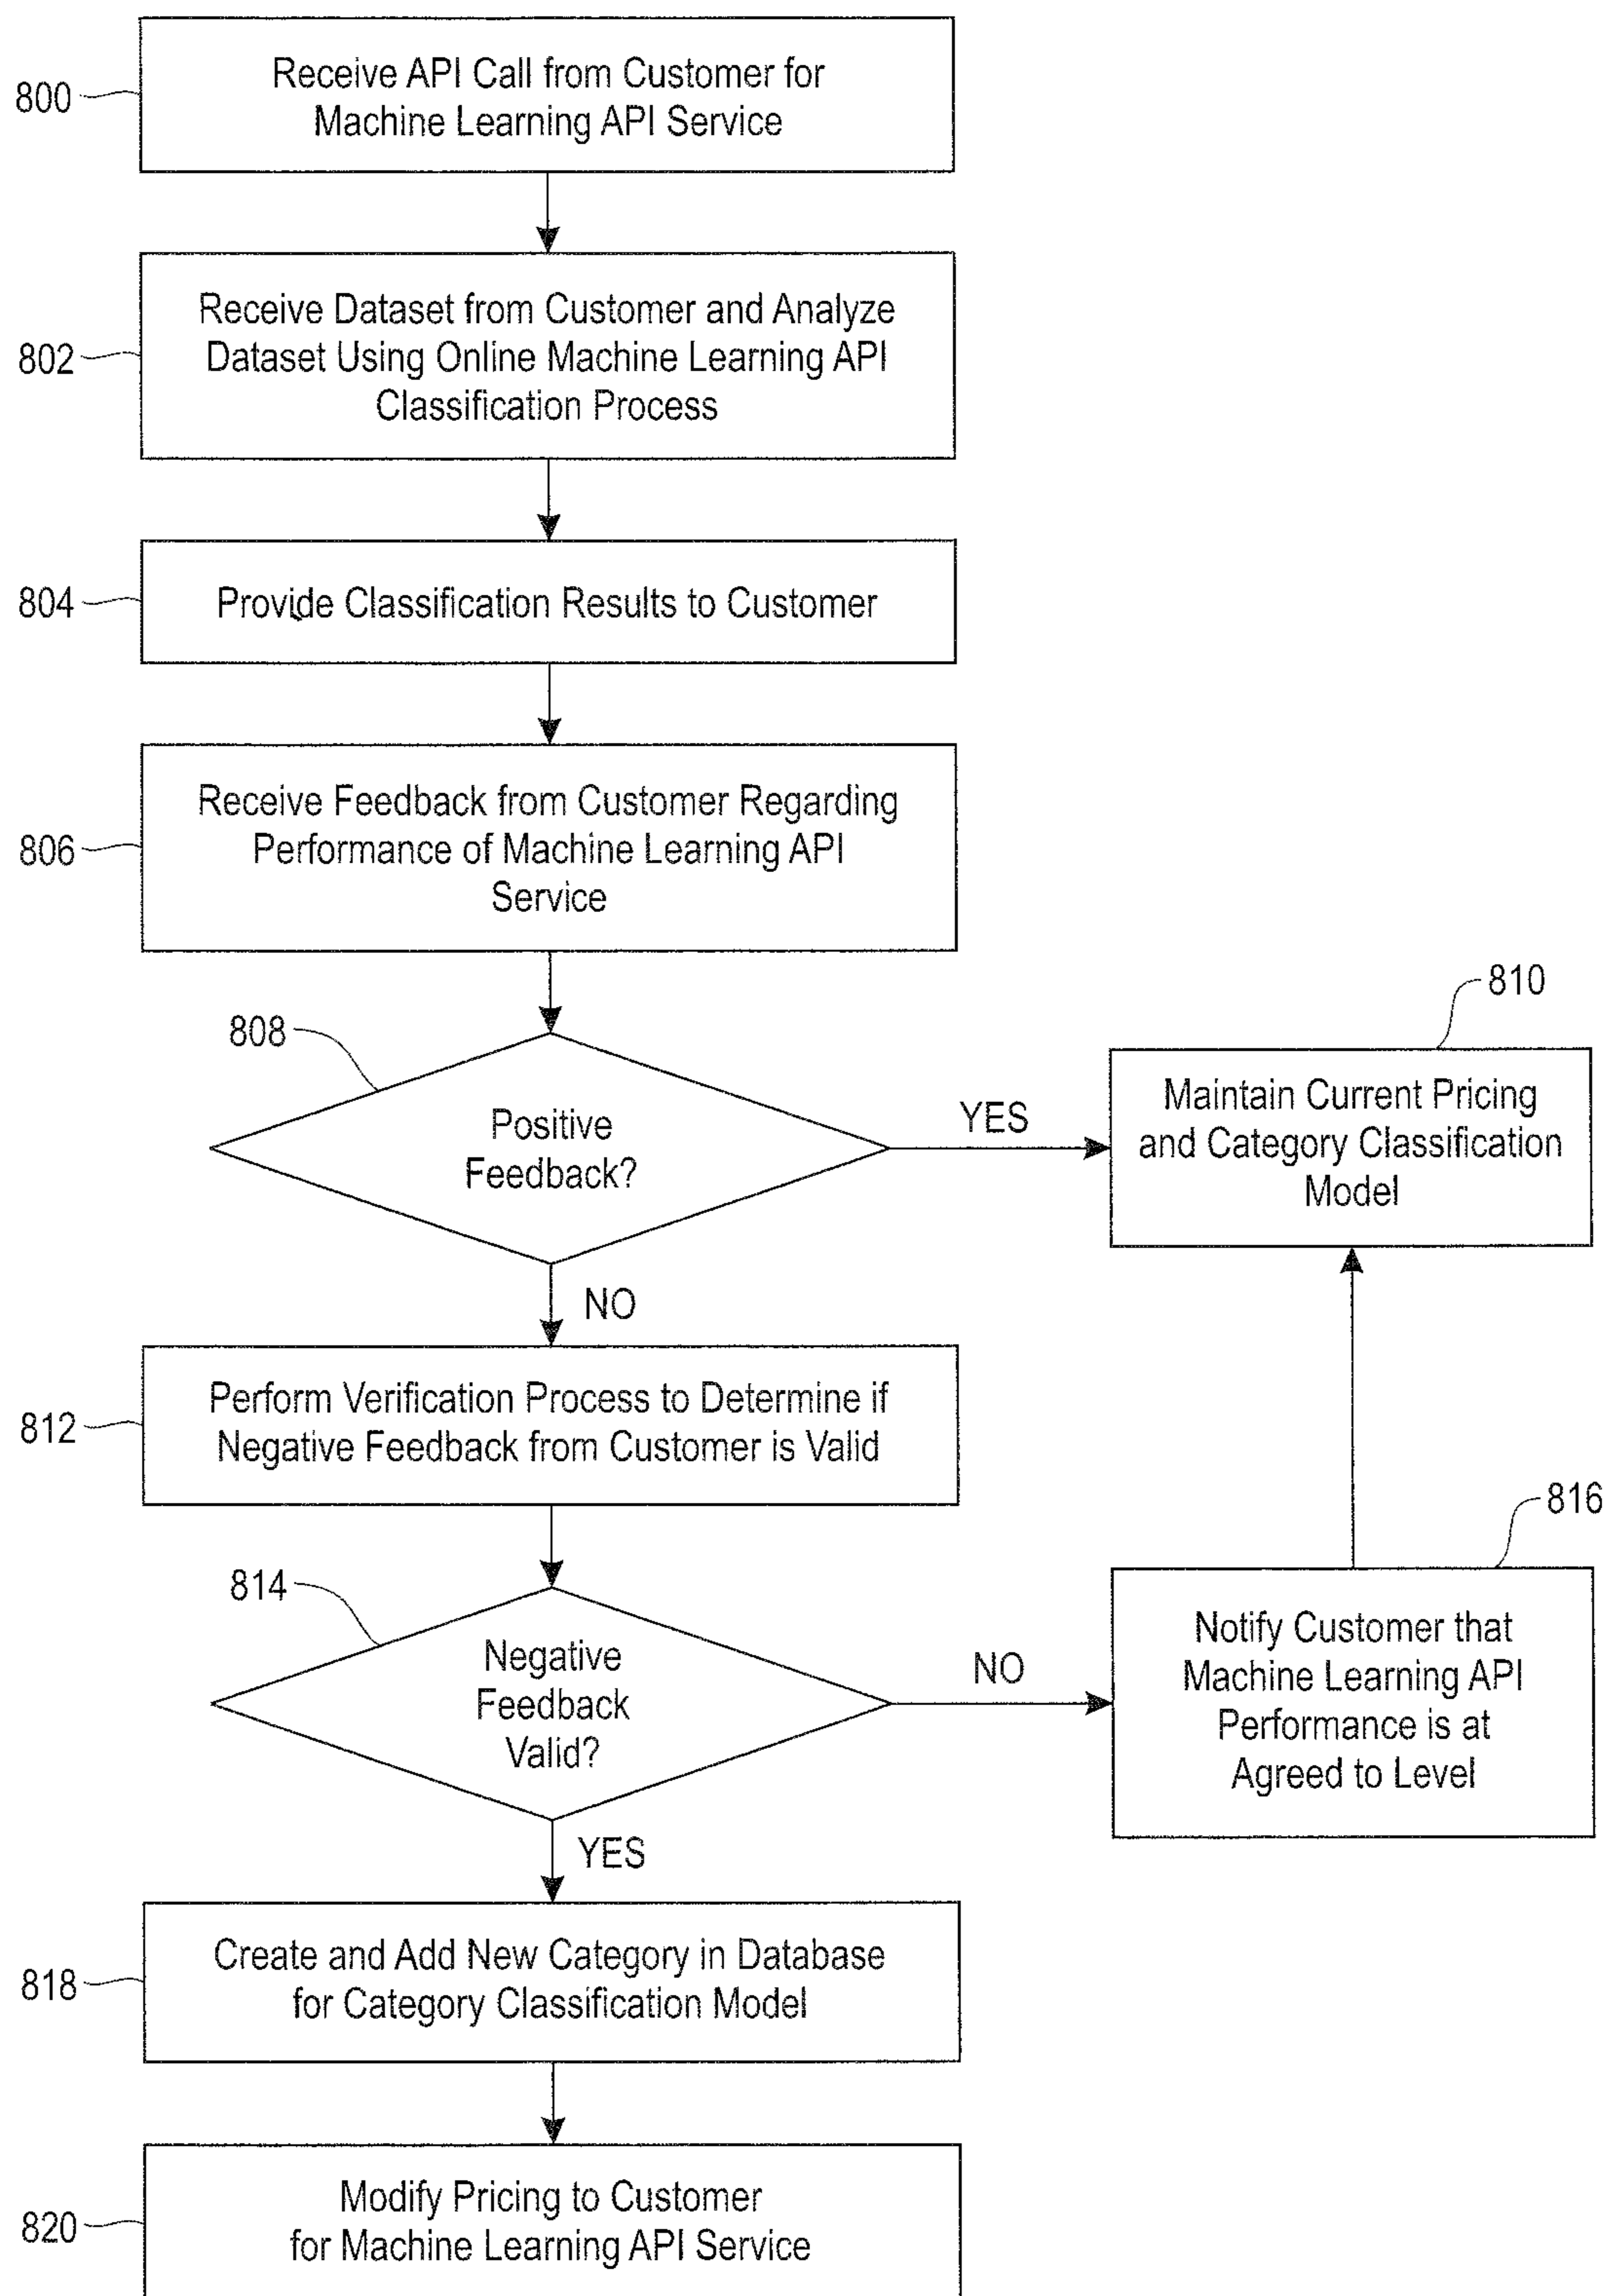 800
Receive API Call from Customer for
Machine Learning API Service
802
Receive Dataset from Customer and Analyze
Dataset Using Online Machine Learning API
Classification Process
804
Provide Classification Results to Customer
806
Receive Feedback from Customer Regarding
Performance of Machine Learning API
Service
808
Positive
Feedback?
YES
810
Maintain Current Pricing
and Category Classification
Model
NO
812
Perform Verification Process to Determine if
Negative Feedback from Customer is Valid
814
Negative
Feedback
Valid?
NO
816
Notify Customer that
Machine Learning API
Performance is at
Agreed to Level
YES
818
Create and Add New Category in Database
for Category Classification Model
820
Modify Pricing to Customer
for Machine Learning API Service